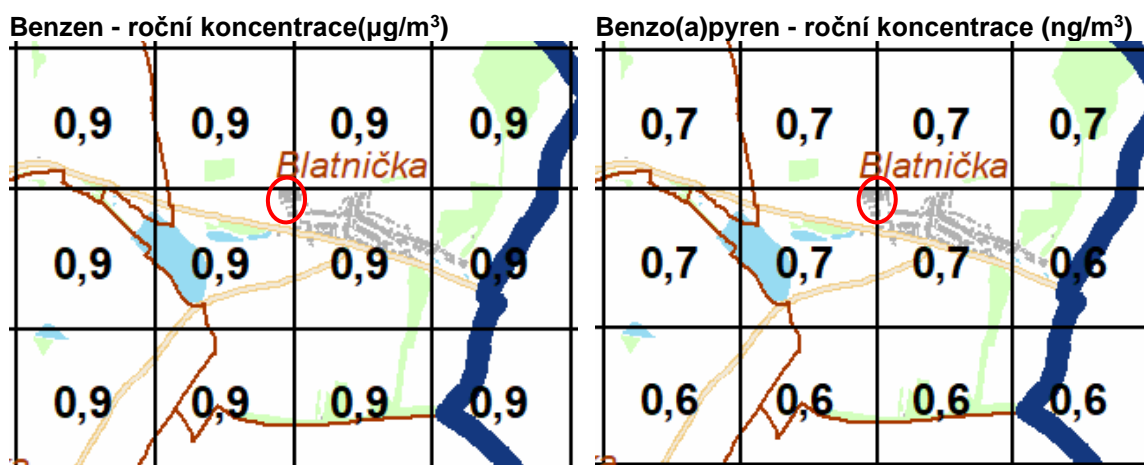 Benzen - roční koncentrace(µg/m³)
0,9 0,9 0,9 0,9
Blatnička
0,9 0,9 0,9 0,9
0,9 0,9 0,9 0,9
Benzo(a)pyren - roční koncentrace (ng/m³)
0,7 0,7 0,7 0,7
Blatnička
0,7 0,7 0,7 0,6
0,6 0,6 0,6 0,6